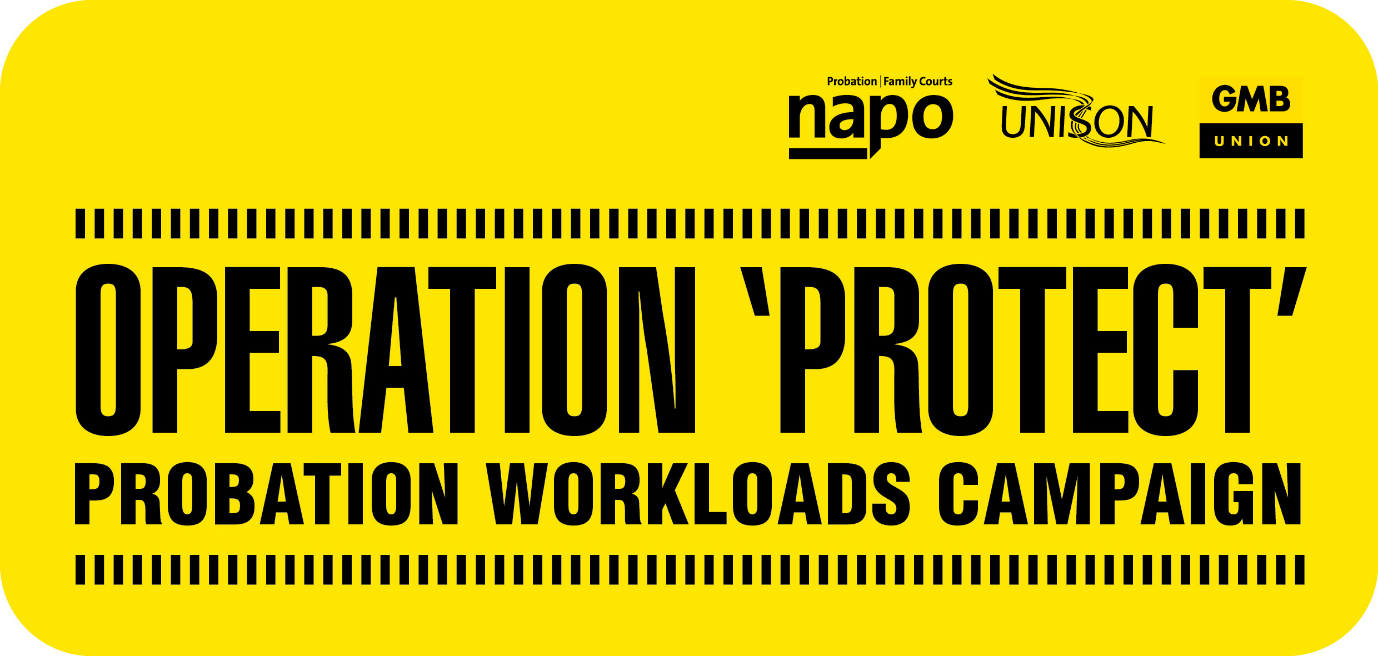 Probation | Family Courts
napo
UNISON
GMB
UNION
OPERATION ‘PROTECT’
PROBATION WORKLOADS CAMPAIGN